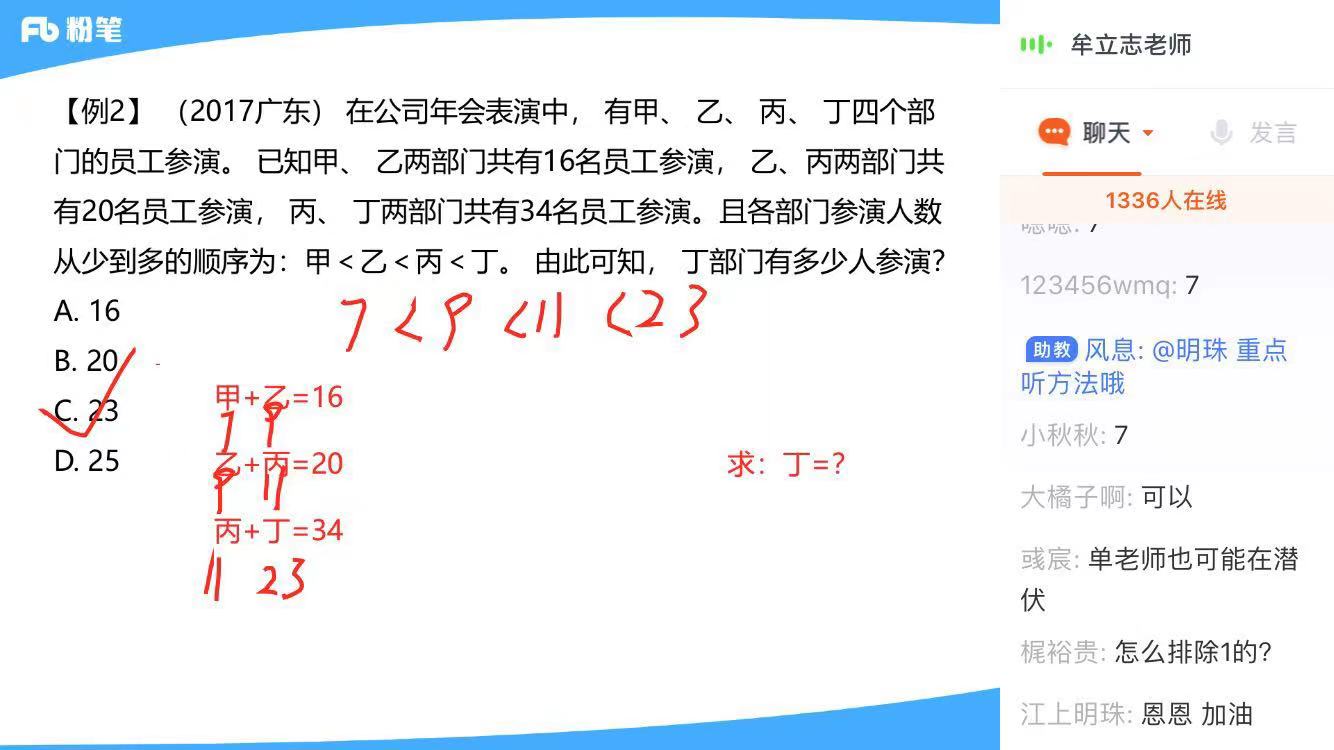 粉笔
【例2】 （2017广东） 在公司年会表演中， 有甲、 乙、 丙、 丁四个部
门的员工参演。 已知甲、 乙两部门共有16名员工参演， 乙、丙两部门共
有20名员工参演， 丙、 丁两部门共有34名员工参演。且各部门参演人数
从少到多的顺序为：甲＜乙＜丙＜丁。 由此可知， 丁部门有多少人参演？
A. 16
7 < 9 < 11 < 23
B. 20
C. 23
D. 25
甲+乙=16
7 9
乙+丙=20
9 11
求：丁=？
丙+丁=34
11 23
牟立志老师
聊天
发言
1336人在线
嗯嗯: 7
123456wmq: 7
助教 风息: @明珠 重点
听方法哦
小秋秋: 7
大橘子啊: 可以
彧宸: 单老师也可能在潜
伏
梶裕贵: 怎么排除1的?
江上明珠: 恩恩 加油